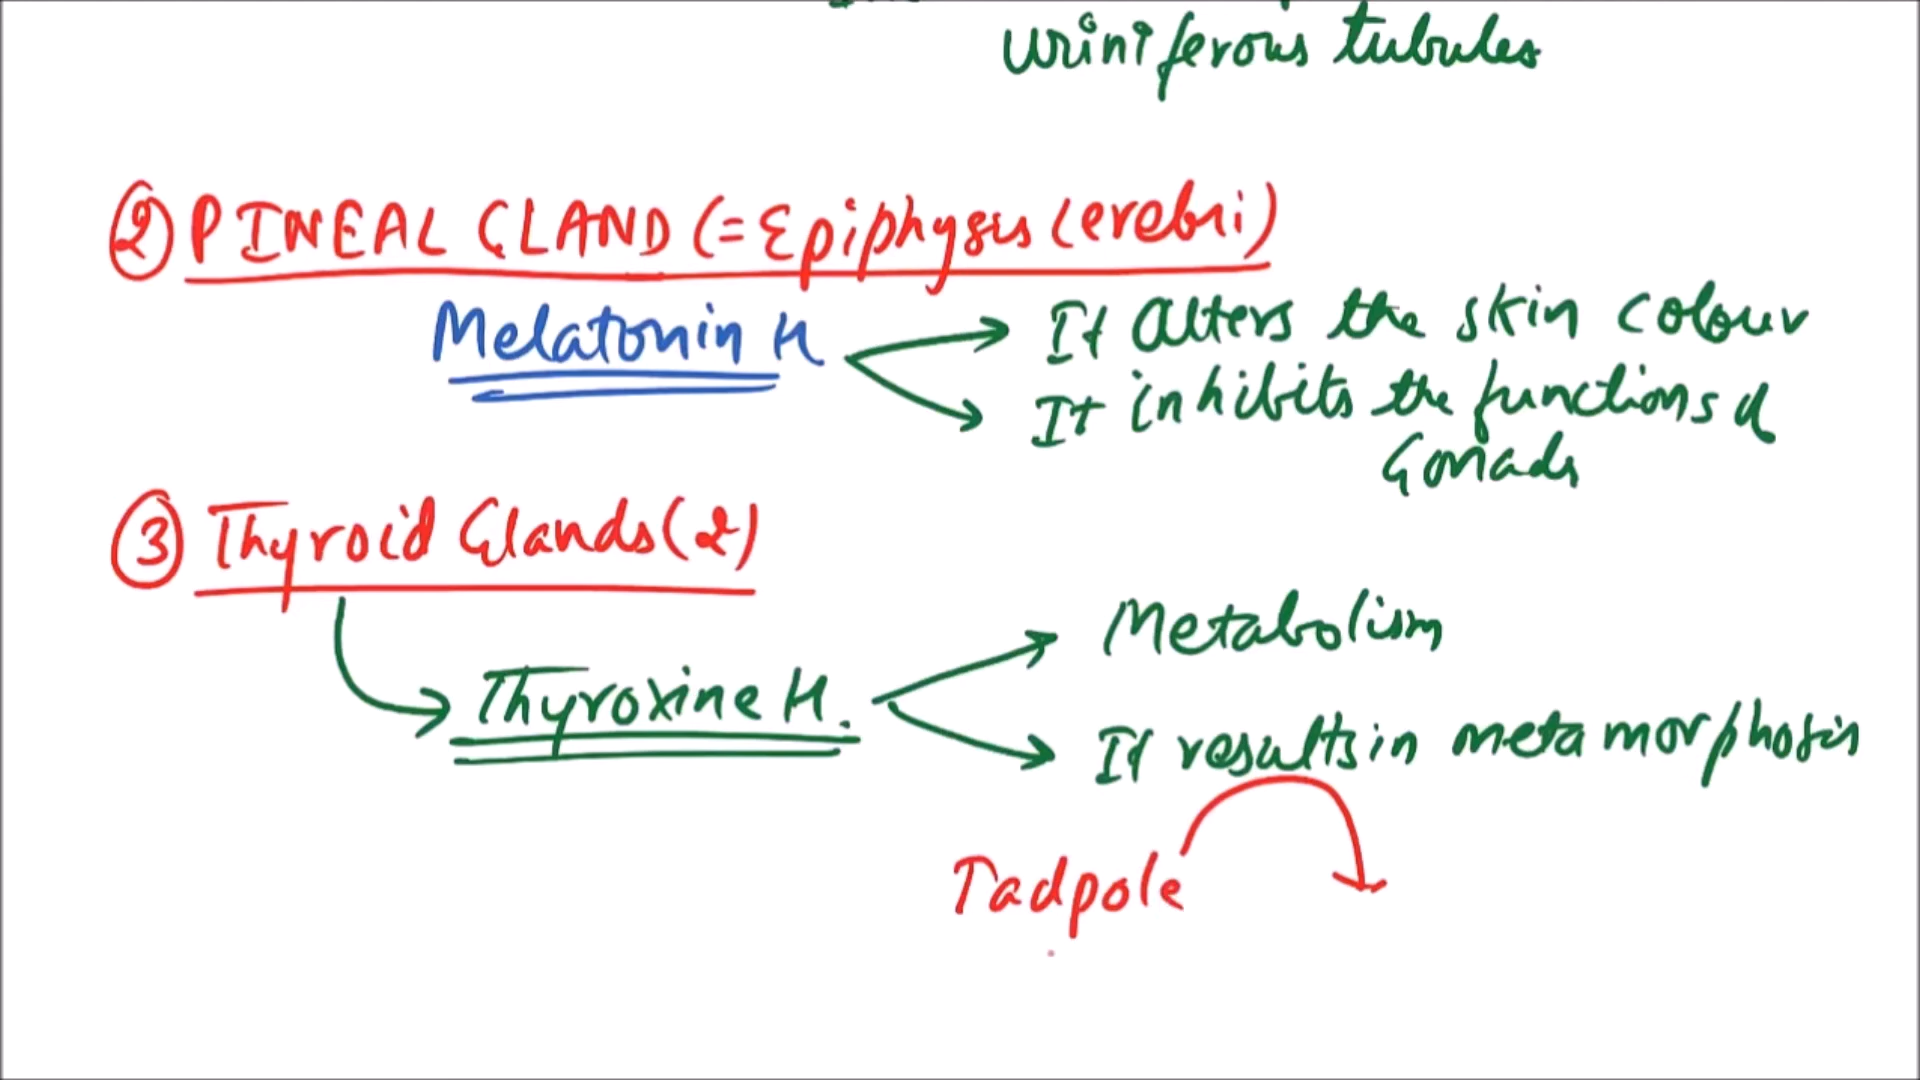 uriniferous tubules
② PINEAL GLAND (= Epiphysis Cerebri)
Melatonin H
It alters the skin colour
It inhibits the functions of
Gonads
③ Thyroid Glands (2)
Thyroxine H.
Metabolism
It results in metamorphosis
Tadpole